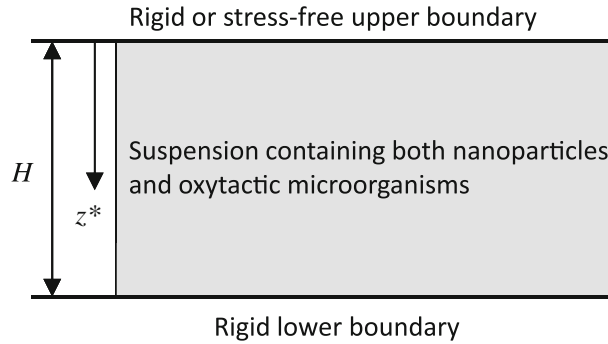 Rigid or stress-free upper boundary
Suspension containing both nanoparticles
and oxytactic microorganisms
H
z*
Rigid lower boundary